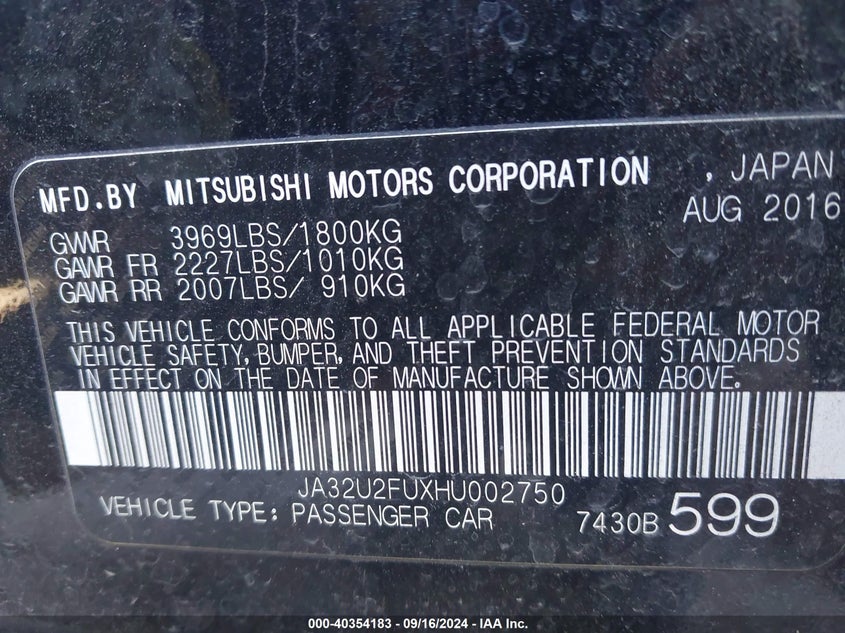 MFD.BY MITSUBISHI MOTORS CORPORATION , JAPAN
AUG 2016
GVWR 3969LBS/1800KG
GAWR FR 2227LBS/1010KG
GAWR RR 2007LBS/ 910KG
THIS VEHICLE CONFORMS TO ALL APPLICABLE FEDERAL MOTOR
VEHICLE SAFETY, BUMPER, AND THEFT PREVENTION STANDARDS
IN EFFECT ON THE DATE OF MANUFACTURE SHOWN ABOVE.
JA32U2FUXHU002750
VEHICLE TYPE: PASSENGER CAR 7430B 599
000-40354183 - 09/16/2024 - IAA Inc.